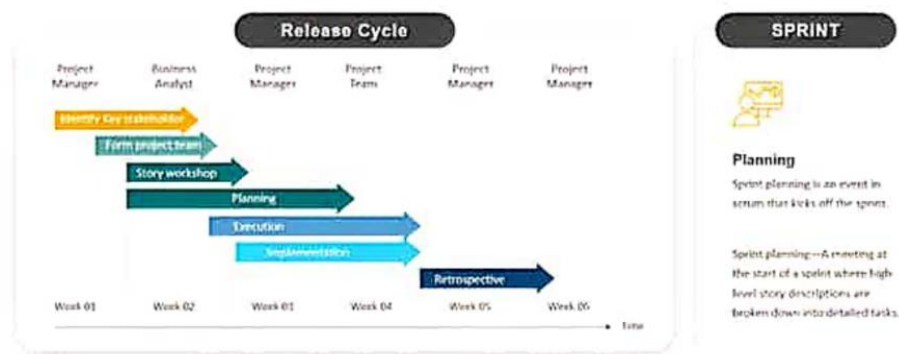 Release Cycle
Project Business Project Project Project Project
Manager Analyst Manager Team Manager Manager
Identify Key stakeholder
Form project team
Story workshop
Planning
Execution
Implementation
Retrospective
Week 01 Week 02 Week 03 Week 04 Week 05 Week 06
Time
SPRINT
Planning
Sprint planning is an event in
scrum that kicks off the sprint.
Sprint planning—A meeting at
the start of a sprint where high
level story descriptions are
broken down into detailed tasks.